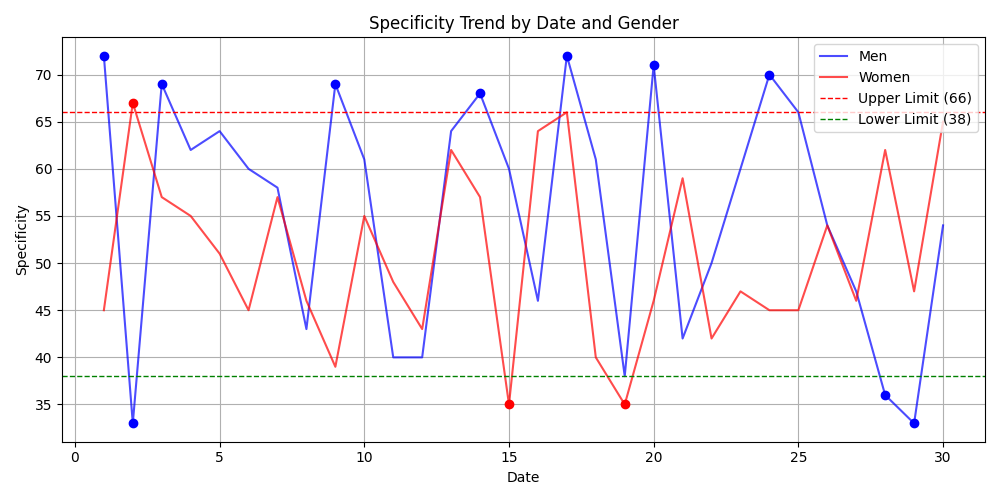 Specificity Trend by Date and Gender
Men
Women
Upper Limit (66)
Lower Limit (38)
Specificity
70
65
60
55
50
45
40
35
0
5
10
15
20
25
30
Date